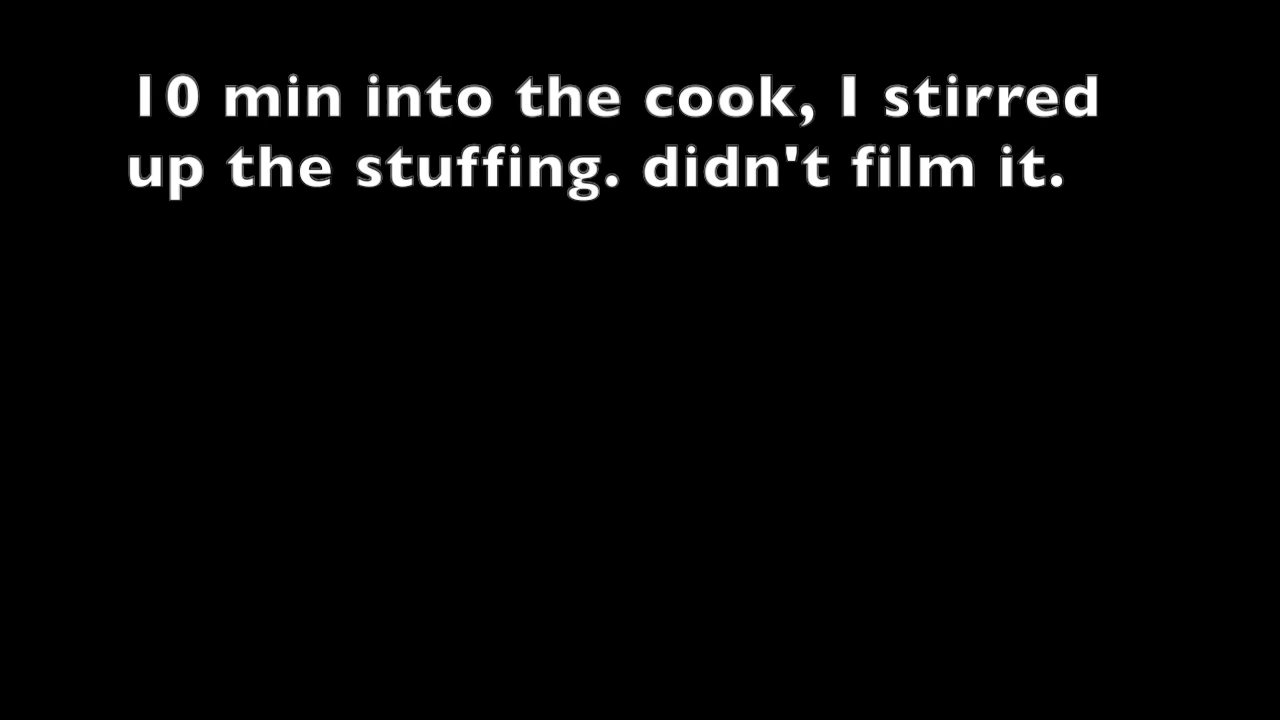 10 min into the cook, I stirred
up the stuffing. didn't film it.